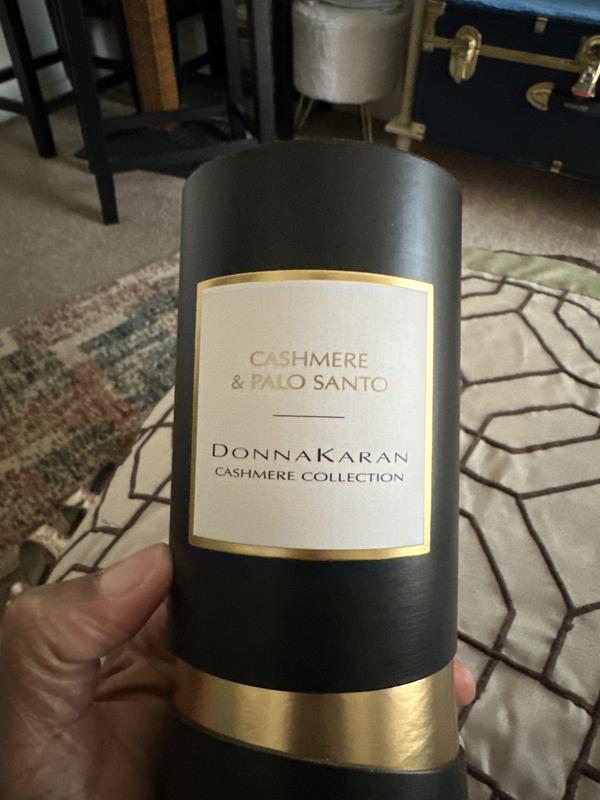 CASHMERE
& PALO SANTO
DONNAKARAN
CASHMERE COLLECTION